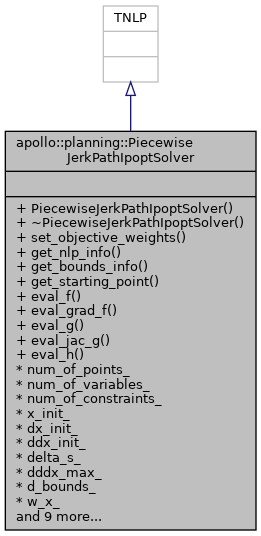 TNLP
apollo::planning::Piecewise
JerkPathIpoptSolver
+ PiecewiseJerkPathIpoptSolver()
+ ~PiecewiseJerkPathIpoptSolver()
+ set_objective_weights()
+ get_nlp_info()
+ get_bounds_info()
+ get_starting_point()
+ eval_f()
+ eval_grad_f()
+ eval_g()
+ eval_jac_g()
+ eval_h()
* num_of_points_
* num_of_variables_
* num_of_constraints_
* x_init_
* dx_init_
* ddx_init_
* delta_s_
* dddx_max_
* d_bounds_
* w_x_
and 9 more...